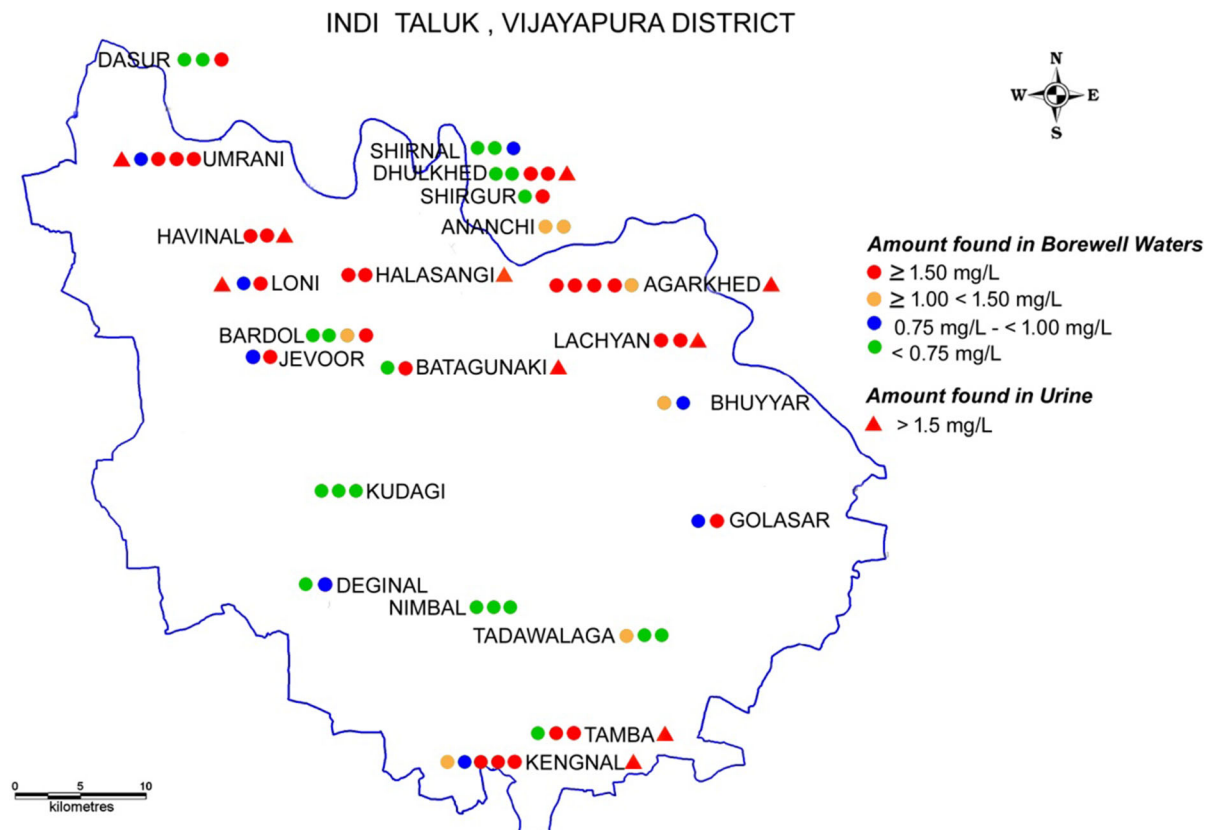 INDI TALUK , VIJAYAPURA DISTRICT
DASUR
N
W E
S
UMRANI
SHIRNAL
DHULKHED
SHIRGUR
ANANCHI
HAVINAL
LONI
HALASANGI
AGARKHED
BARDOL
JEVOOR
BATAGUNAKI
LACHYAN
BHUYYAR
KUDAGI
GOLASAR
DEGINAL
NIMBAL
TADAWALAGA
TAMBA
KENGNAL
Amount found in Borewell Waters
≥ 1.50 mg/L
≥ 1.00 < 1.50 mg/L
0.75 mg/L - < 1.00 mg/L
< 0.75 mg/L
Amount found in Urine
> 1.5 mg/L
0 5 10
kilometres